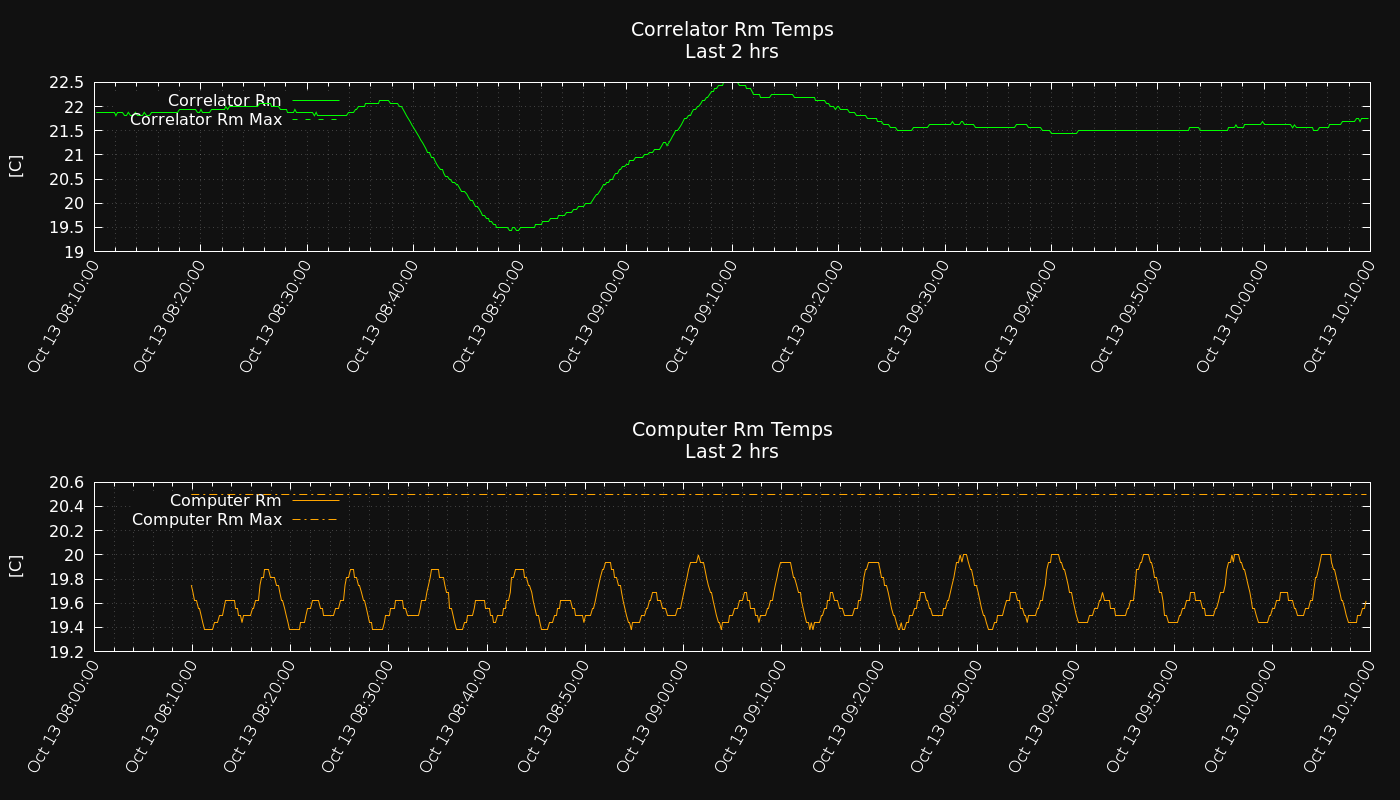 Correlator Rm Temps
Last 2 hrs
22.5
22
21.5
21
20.5
20
19.5
19
[C]
Correlator Rm
Correlator Rm Max
Oct 13 08:10:00
Oct 13 08:20:00
Oct 13 08:30:00
Oct 13 08:40:00
Oct 13 08:50:00
Oct 13 09:00:00
Oct 13 09:10:00
Oct 13 09:20:00
Oct 13 09:30:00
Oct 13 09:40:00
Oct 13 09:50:00
Oct 13 10:00:00
Oct 13 10:10:00
Computer Rm Temps
Last 2 hrs
20.6
20.4
20.2
20
19.8
19.6
19.4
19.2
[C]
Computer Rm
Computer Rm Max
Oct 13 08:00:00
Oct 13 08:10:00
Oct 13 08:20:00
Oct 13 08:30:00
Oct 13 08:40:00
Oct 13 08:50:00
Oct 13 09:00:00
Oct 13 09:10:00
Oct 13 09:20:00
Oct 13 09:30:00
Oct 13 09:40:00
Oct 13 09:50:00
Oct 13 10:00:00
Oct 13 10:10:00